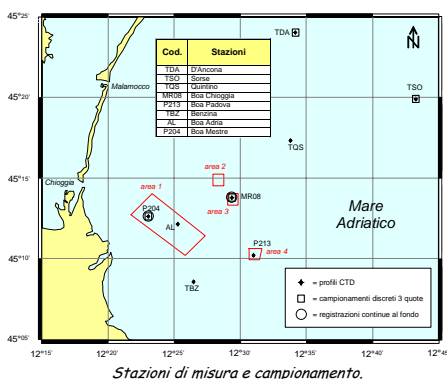 45°25'
TDA
N
Cod. Stazioni
TDA D'Ancona
TSO Sorse
TQS Quintino
MR08 Boa Chioggia
P213 Boa Padova
TBZ Benzina
AL Boa Adria
P204 Boa Mestre
Malamocco
TSO
45°20'
TQS
45°15'
area 2
Chioggia
area 1
MR08
area 3
P204
AL
Mare
Adriatico
P213
area 4
45°10'
TBZ
= profili CTD
= campionamenti discreti 3 quote
= registrazioni continue al fondo
45°05'
12°15' 12°20' 12°25' 12°30' 12°35' 12°40' 12°45'
Stazioni di misura e campionamento.